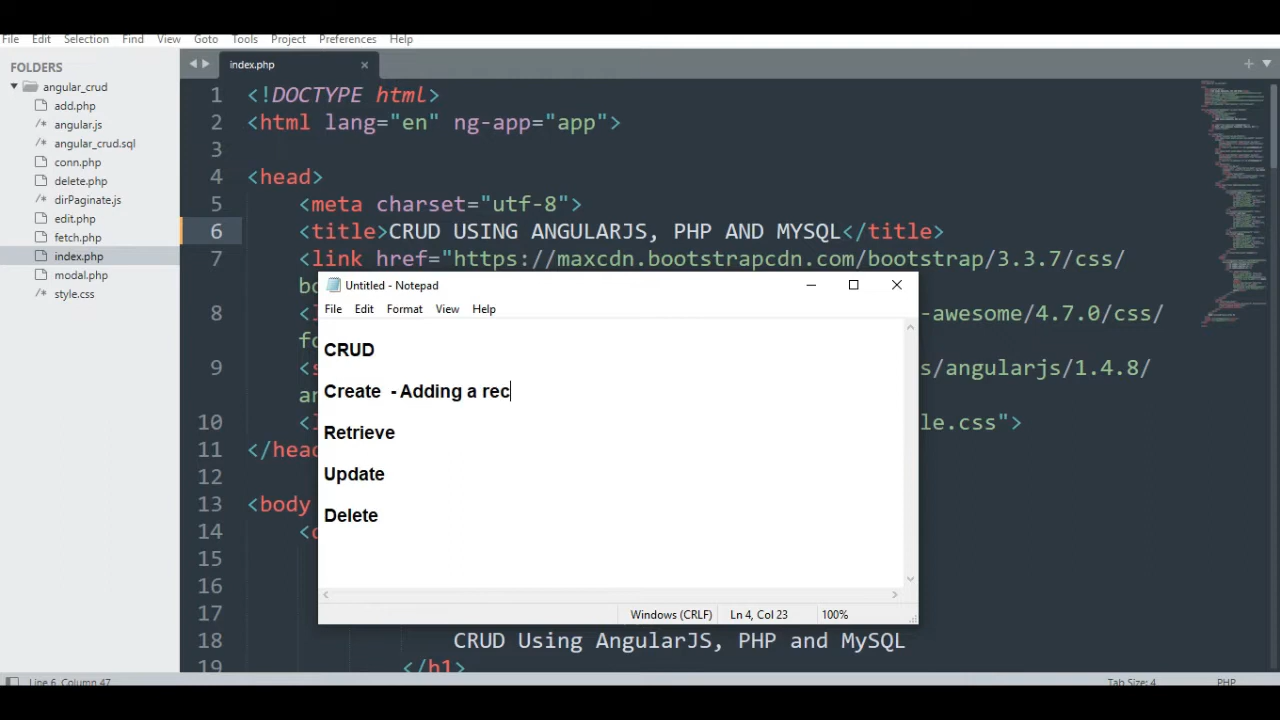 File Edit Selection Find View Goto Tools Project Preferences Help
FOLDERS
angular_crud
add.php
/* angular.js
/* angular_crud.sql
conn.php
delete.php
/* dirPaginate.js
edit.php
fetch.php
index.php
modal.php
/* style.css
index.php
1 <!DOCTYPE html>
2 <html lang="en" ng-app="app">
3
4 <head>
5 <meta charset="utf-8">
6 <title>CRUD USING ANGULARJS, PHP AND MYSQL</title>
7 <link href="https://maxcdn.bootstrapcdn.com/bootstrap/3.3.7/css/
8 -awesome/4.7.0/css/
9 s/angularjs/1.4.8/
10 le.css">
11 </head
12
13 <body
14
15
16
17
18 CRUD Using AngularJS, PHP and MySQL
19 </h1>
Untitled - Notepad
File Edit Format View Help
CRUD
Create - Adding a rec
Retrieve
Update
Delete
Windows (CRLF) Ln 4, Col 23 100%
Line 6, Column 47 Tab Size: 4 PHP